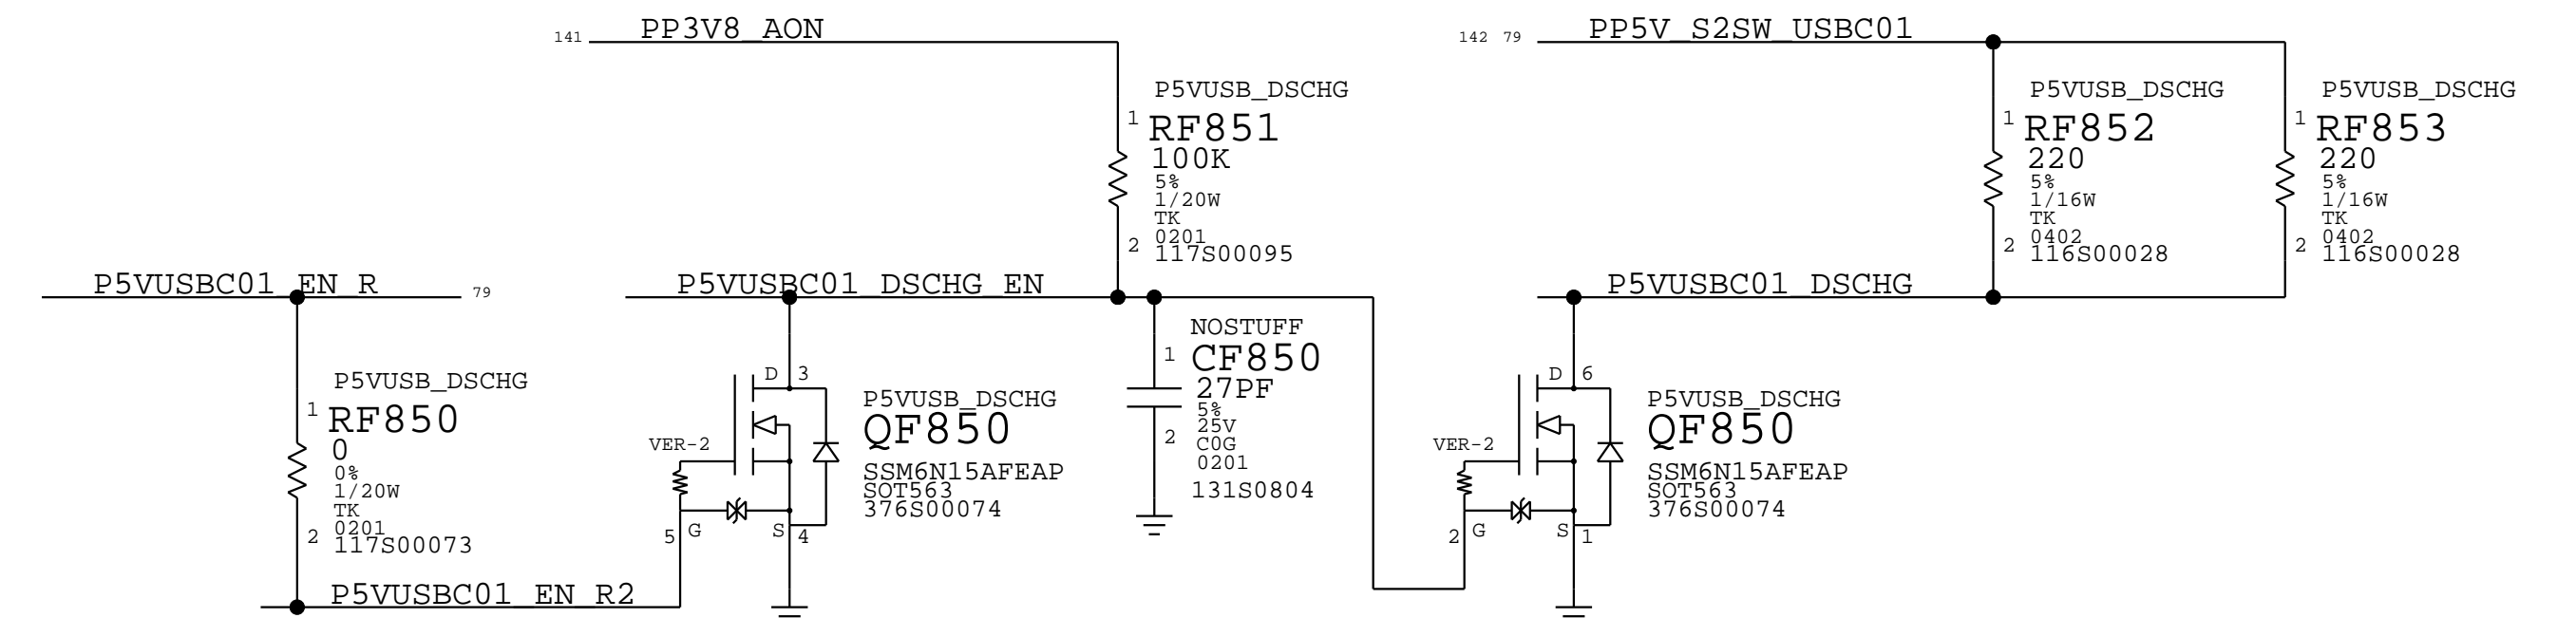 141 PP3V8_AON
142 79 PP5V_S2SW_USBC01
P5VUSB_DSCHG
1 RF851
100K
5%
1/20W
TK
0201
2 117S00095
P5VUSB_DSCHG
1 RF852
220
5%
1/16W
TK
0402
2 116S00028
P5VUSB_DSCHG
1 RF853
220
5%
1/16W
TK
0402
2 116S00028
P5VUSBC01_EN_R 79
P5VUSBC01_DSCHG_EN
P5VUSBC01_DSCHG
P5VUSB_DSCHG
1 RF850
0
0%
1/20W
TK
0201
2 117S00073
P5VUSBC01_EN_R2
D 3
VER-2
5 G
S 4
P5VUSB_DSCHG
QF850
SSM6N15AFEAP
SOT563
376S00074
NOSTUFF
1 CF850
27PF
5%
25V
2 C0G
0201
131S0804
D 6
VER-2
2 G
S 1
P5VUSB_DSCHG
QF850
SSM6N15AFEAP
SOT563
376S00074